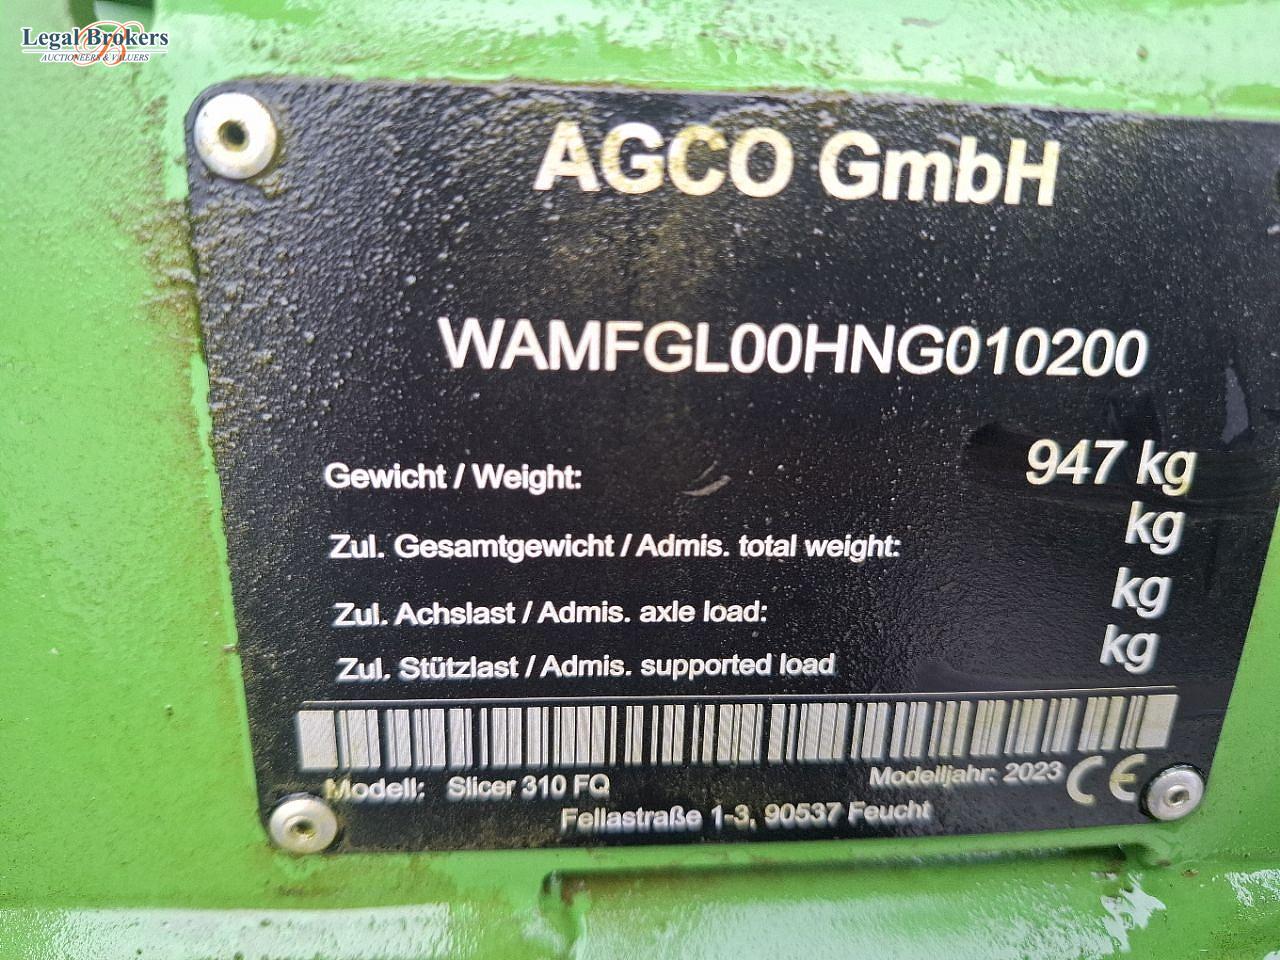 Legal Brokers
AUCTIONEERS & VALUERS
AGCO GmbH
WAMFGL00HNG010200
Gewicht / Weight: 947 kg
Zul. Gesamtgewicht / Admis. total weight: kg
Zul. Achslast / Admis. axle load: kg
Zul. Stützlast / Admis. supported load kg
Modell: Slicer 310 FQ Modelljahr: 2023 CE
Fellastraße 1-3, 90537 Feucht